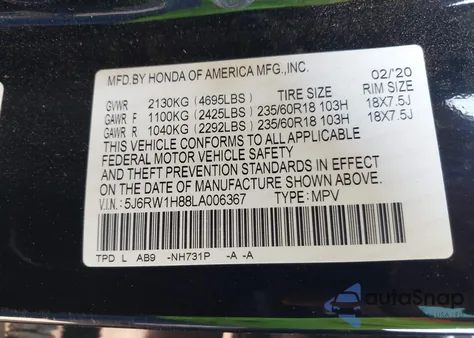 MFD.BY HONDA OF AMERICA MFG.,INC. 02/'20
GVWR 2130KG (4695LBS) TIRE SIZE RIM SIZE
GAWR F 1100KG (2425LBS) 235/60R18 103H 18X7.5J
GAWR R 1040KG (2292LBS) 235/60R18 103H 18X7.5J
THIS VEHICLE CONFORMS TO ALL APPLICABLE
FEDERAL MOTOR VEHICLE SAFETY
AND THEFT PREVENTION STANDARDS IN EFFECT
ON THE DATE OF MANUFACTURE SHOWN ABOVE.
V.I.N.: 5J6RW1H88LA006367 TYPE: MPV
TPD L AB9 -NH731P -A -A
autoSnap